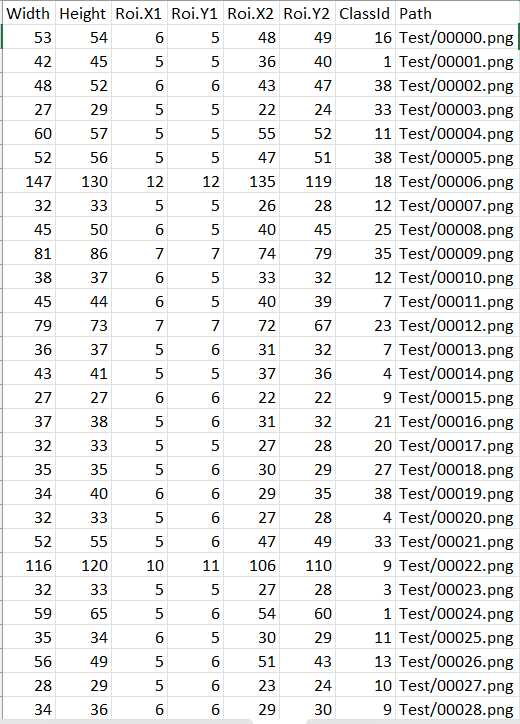 Width Height Roi.X1 Roi.Y1 Roi.X2 Roi.Y2 ClassId Path
53 54 6 5 48 49 16 Test/00000.png
42 45 5 5 36 40 1 Test/00001.png
48 52 6 6 43 47 38 Test/00002.png
27 29 5 5 22 24 33 Test/00003.png
60 57 5 5 55 52 11 Test/00004.png
52 56 5 5 47 51 38 Test/00005.png
147 130 12 12 135 119 18 Test/00006.png
32 33 5 5 26 28 12 Test/00007.png
45 50 6 5 40 45 25 Test/00008.png
81 86 7 7 74 79 35 Test/00009.png
38 37 6 5 33 32 12 Test/00010.png
45 44 6 5 40 39 7 Test/00011.png
79 73 7 7 72 67 23 Test/00012.png
36 37 5 6 31 32 7 Test/00013.png
43 41 5 5 37 36 4 Test/00014.png
27 27 6 6 22 22 9 Test/00015.png
37 38 5 6 31 32 21 Test/00016.png
32 33 5 5 27 28 20 Test/00017.png
35 35 5 6 30 29 27 Test/00018.png
34 40 6 6 29 35 38 Test/00019.png
32 33 5 6 27 28 4 Test/00020.png
52 55 5 6 47 49 33 Test/00021.png
116 120 10 11 106 110 9 Test/00022.png
32 33 5 5 27 28 3 Test/00023.png
59 65 5 6 54 60 1 Test/00024.png
35 34 6 5 30 29 11 Test/00025.png
56 49 5 6 51 43 13 Test/00026.png
28 29 5 6 23 24 10 Test/00027.png
34 36 6 6 29 30 9 Test/00028.png